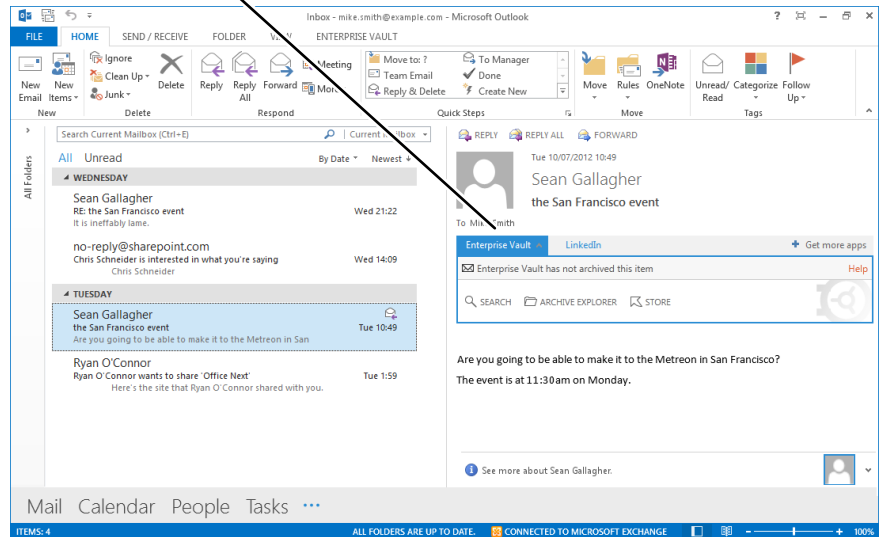 Inbox - mike.smith@example.com - Microsoft Outlook
FILE HOME SEND / RECEIVE FOLDER ENTERPRISE VAULT
Ignore Meeting Move to: ? To Manager
Clean Up Team Email Done
New Email New Items Junk Delete Reply Reply All Forward Reply & Delete Create New Move Rules OneNote Unread/ Read Categorize Follow Up
New Delete Respond Quick Steps Move Tags
Search Current Mailbox (Ctrl+E)
All Folders
All Unread By Date Newest
WEDNESDAY
Sean Gallagher
RE: the San Francisco event Wed 21:22
It is ineffably lame.
no-reply@sharepoint.com
Chris Schneider is interested in what you're saying Wed 14:09
Chris Schneider
TUESDAY
Sean Gallagher
the San Francisco event Tue 10:49
Are you going to be able to make it to the Metreon in San
Ryan O'Connor
Ryan O'Connor wants to share 'Office Next' Tue 1:59
Here's the site that Ryan O'Connor shared with you.
REPLY REPLY ALL FORWARD
Tue 10/07/2012 10:49
Sean Gallagher
the San Francisco event
To Mike Smith
Enterprise Vault LinkedIn + Get more apps
Enterprise Vault has not archived this item Help
SEARCH ARCHIVE EXPLORER STORE
Are you going to be able to make it to the Metreon in San Francisco?
The event is at 11:30am on Monday.
See more about Sean Gallagher.
Mail Calendar People Tasks ...
ITEMS: 4 ALL FOLDERS ARE UP TO DATE. CONNECTED TO MICROSOFT EXCHANGE 100%